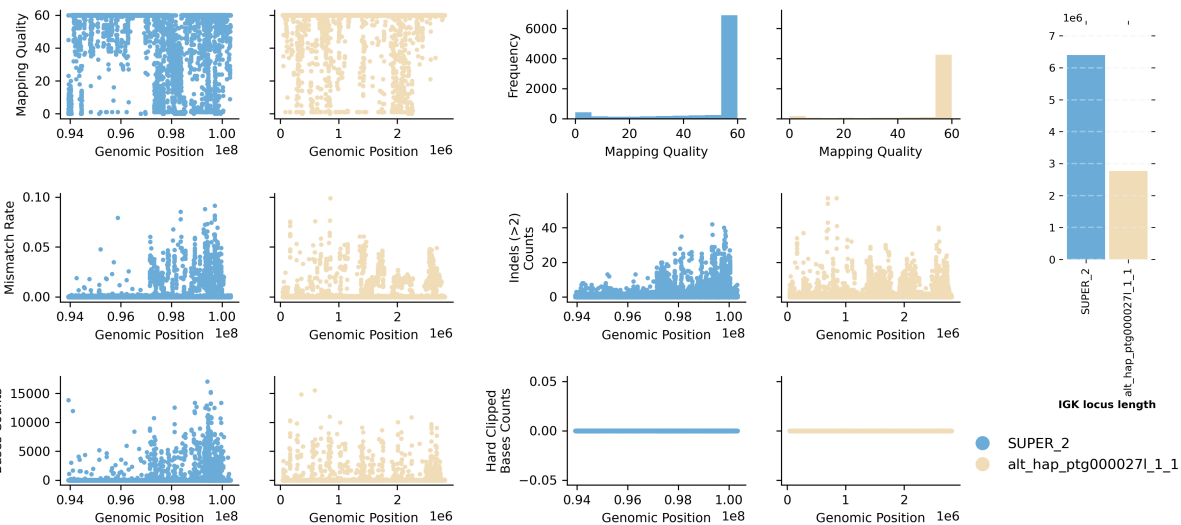 Mapping Quality
60
40
20
0
0.94 0.96 0.98 1.00
Genomic Position 1e8
0 1 2
Genomic Position 1e6
Frequency
6000
4000
2000
0
0 20 40 60
Mapping Quality
0 20 40 60
Mapping Quality
1e6
7
6
5
4
3
2
1
0
SUPER_2
alt_hap_ptg000027l_1_1
IGK locus length
Mismatch Rate
0.10
0.05
0.00
0.94 0.96 0.98 1.00
Genomic Position 1e8
0 1 2
Genomic Position 1e6
Indels (>2)
Counts
40
20
0
0.94 0.96 0.98 1.00
Genomic Position 1e8
0 1 2
Genomic Position 1e6
15000
10000
5000
0
0.94 0.96 0.98 1.00
Genomic Position 1e8
0 1 2
Genomic Position 1e6
Hard Clipped
Bases Counts
0.05
0.00
−0.05
0.94 0.96 0.98 1.00
Genomic Position 1e8
0 1 2
Genomic Position 1e6
SUPER_2
alt_hap_ptg000027l_1_1